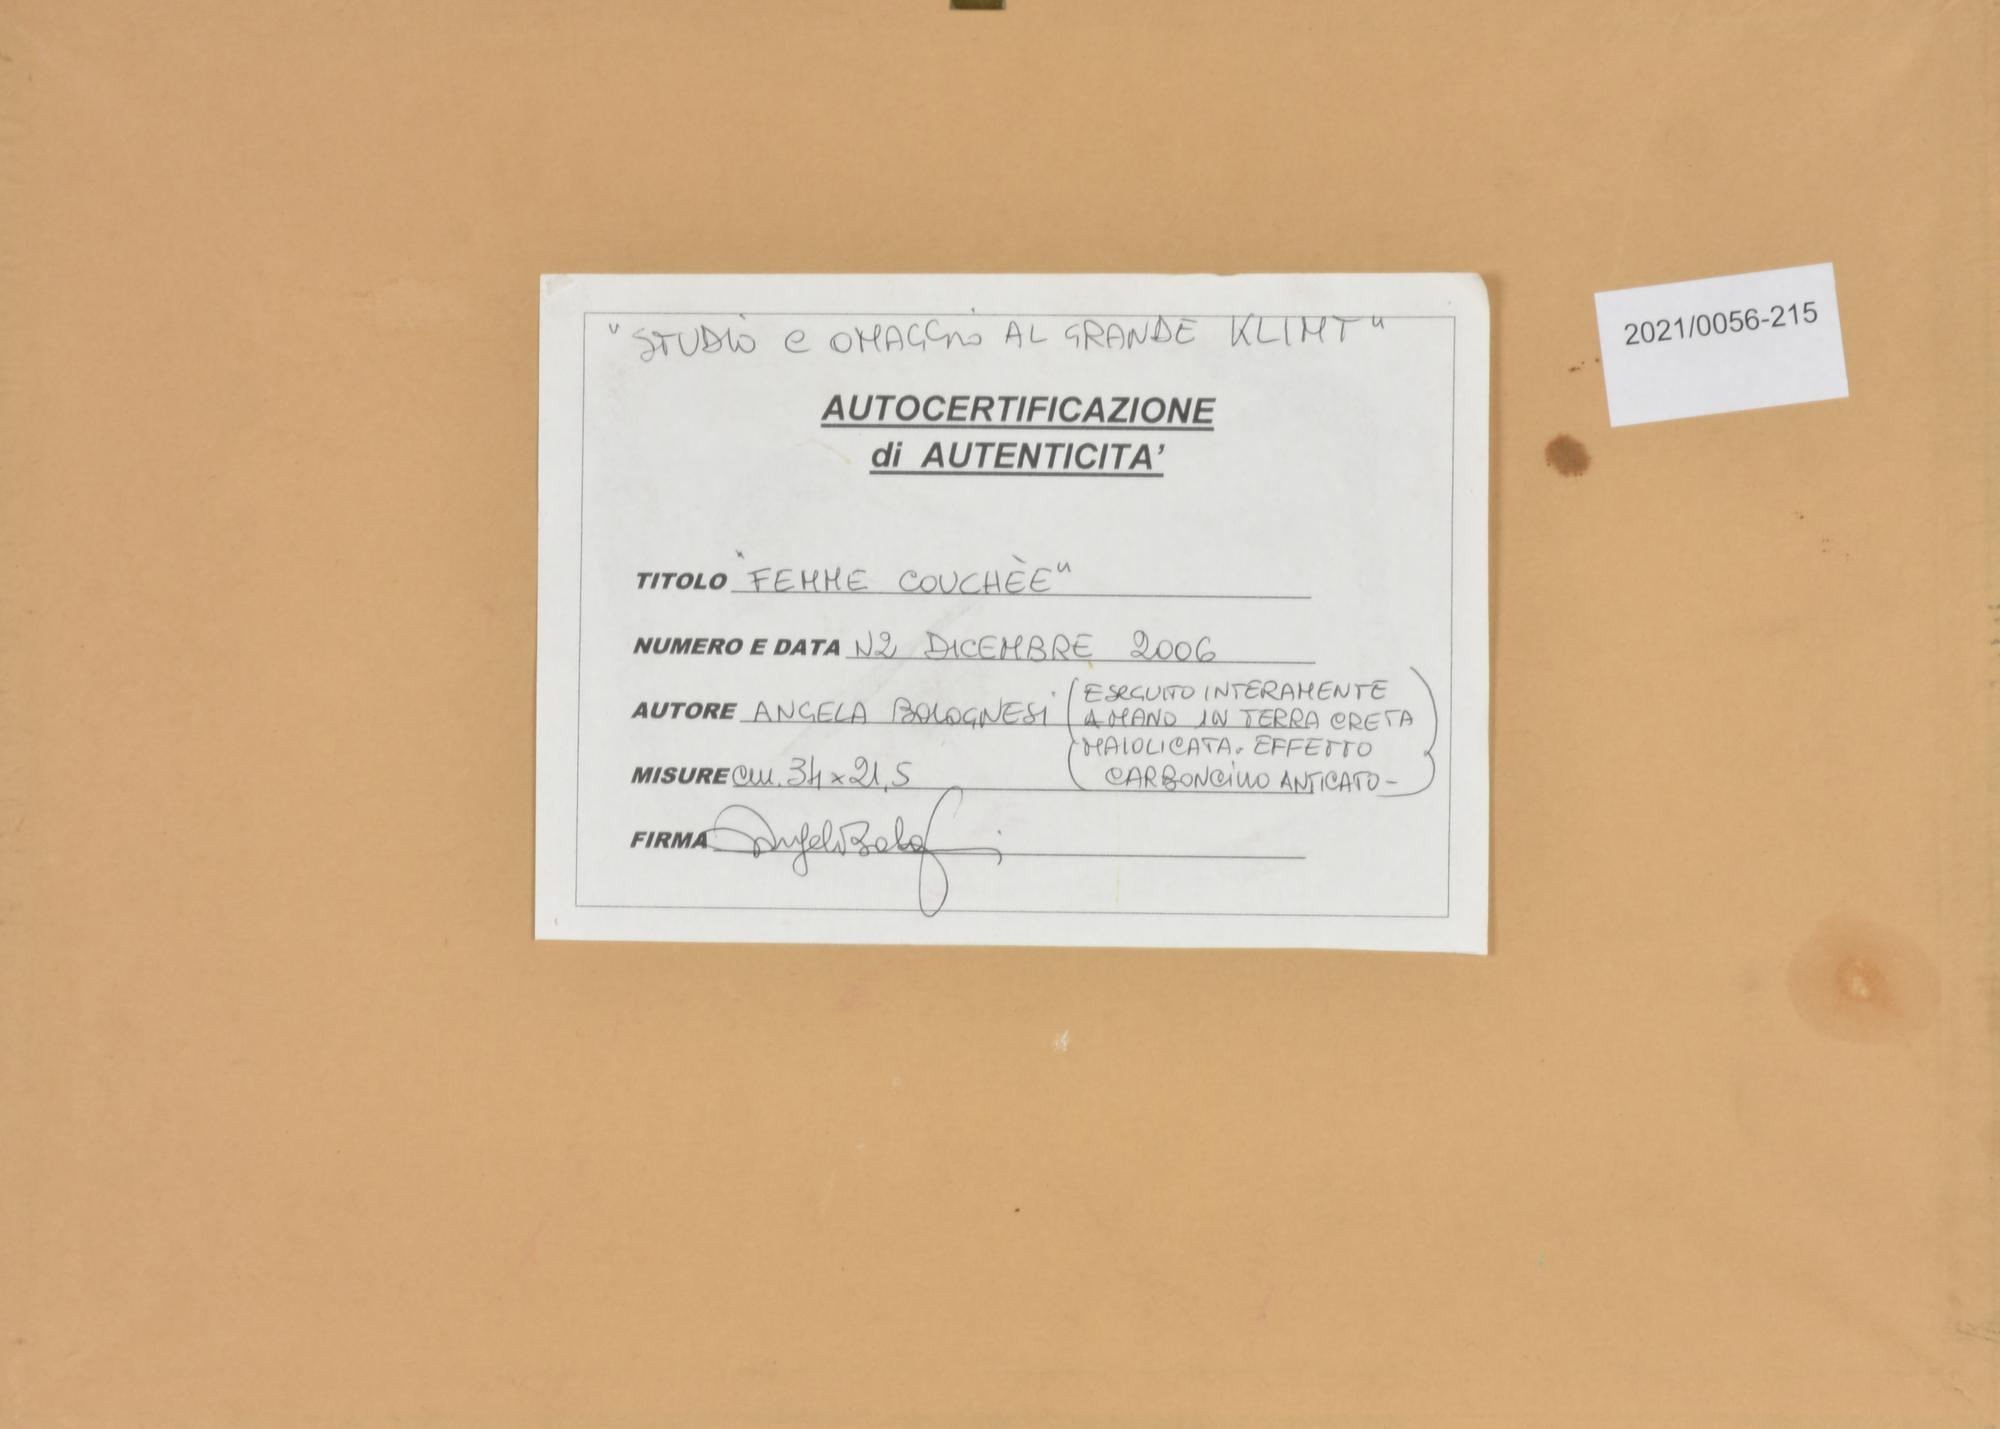 "STUDIO e OMAGGIO AL GRANDE KLIMT"
2021/0056-215
AUTOCERTIFICAZIONE
di AUTENTICITA'
TITOLO "FEMME COUCHÈE"
NUMERO E DATA N2 DICEMBRE 2006
AUTORE ANGELA BOLOGNESI (ESEGUITO INTERAMENTE
A MANO IN TERRA CRETA
MAIOLICATA. EFFETTO
MISURE cm. 34 x 21,5 CARBONCINO ANTICATO-)
FIRMA Angela Bolognesi